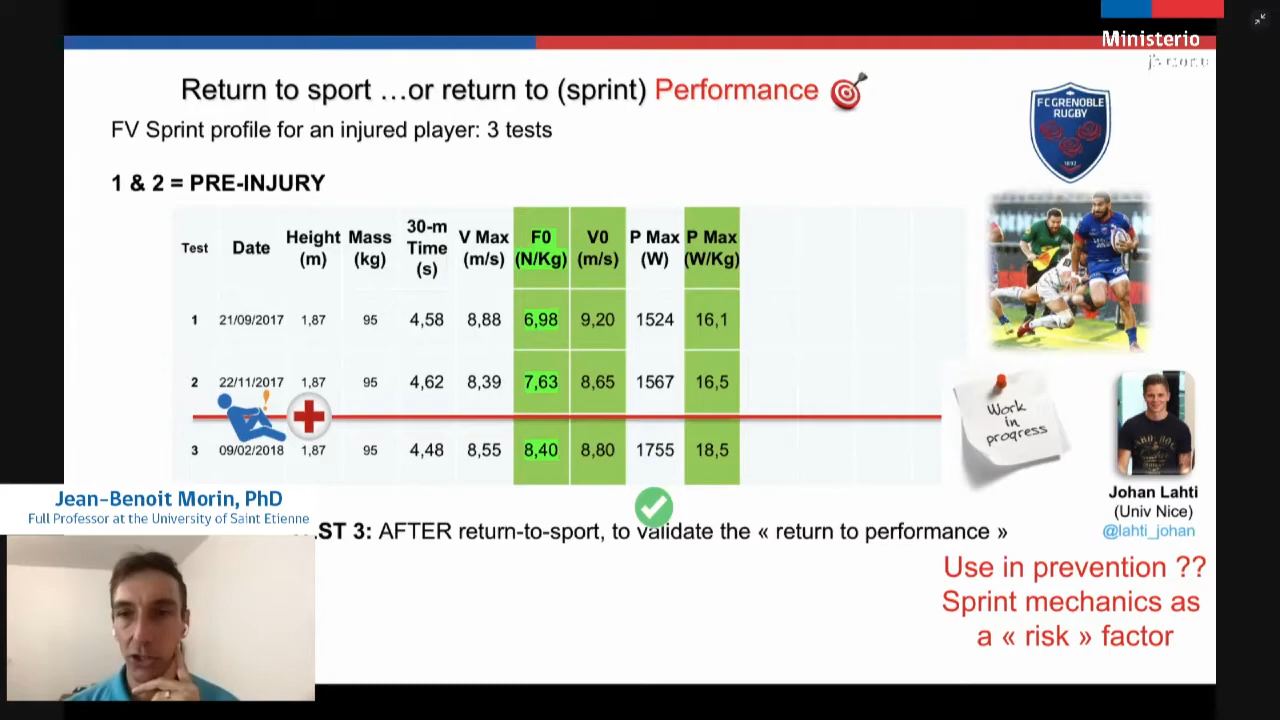 Ministerio
Return to sport …or return to (sprint) Performance
FV Sprint profile for an injured player: 3 tests
FC GRENOBLE
RUGBY
1892
1 & 2 = PRE-INJURY
Test Date Height (m) Mass (kg) 30-m Time (s) V Max (m/s) F0 (N/Kg) V0 (m/s) P Max (W) P Max (W/Kg)
1 21/09/2017 1,87 95 4,58 8,88 6,98 9,20 1524 16,1
2 22/11/2017 1,87 95 4,62 8,39 7,63 8,65 1567 16,5
3 09/02/2018 1,87 95 4,48 8,55 8,40 8,80 1755 18,5
Work
in
progress
Johan Lahti
(Univ Nice)
@lahti_johan
Jean-Benoit Morin, PhD
Full Professor at the University of Saint Etienne
ST 3: AFTER return-to-sport, to validate the « return to performance »
Use in prevention ??
Sprint mechanics as
a « risk » factor